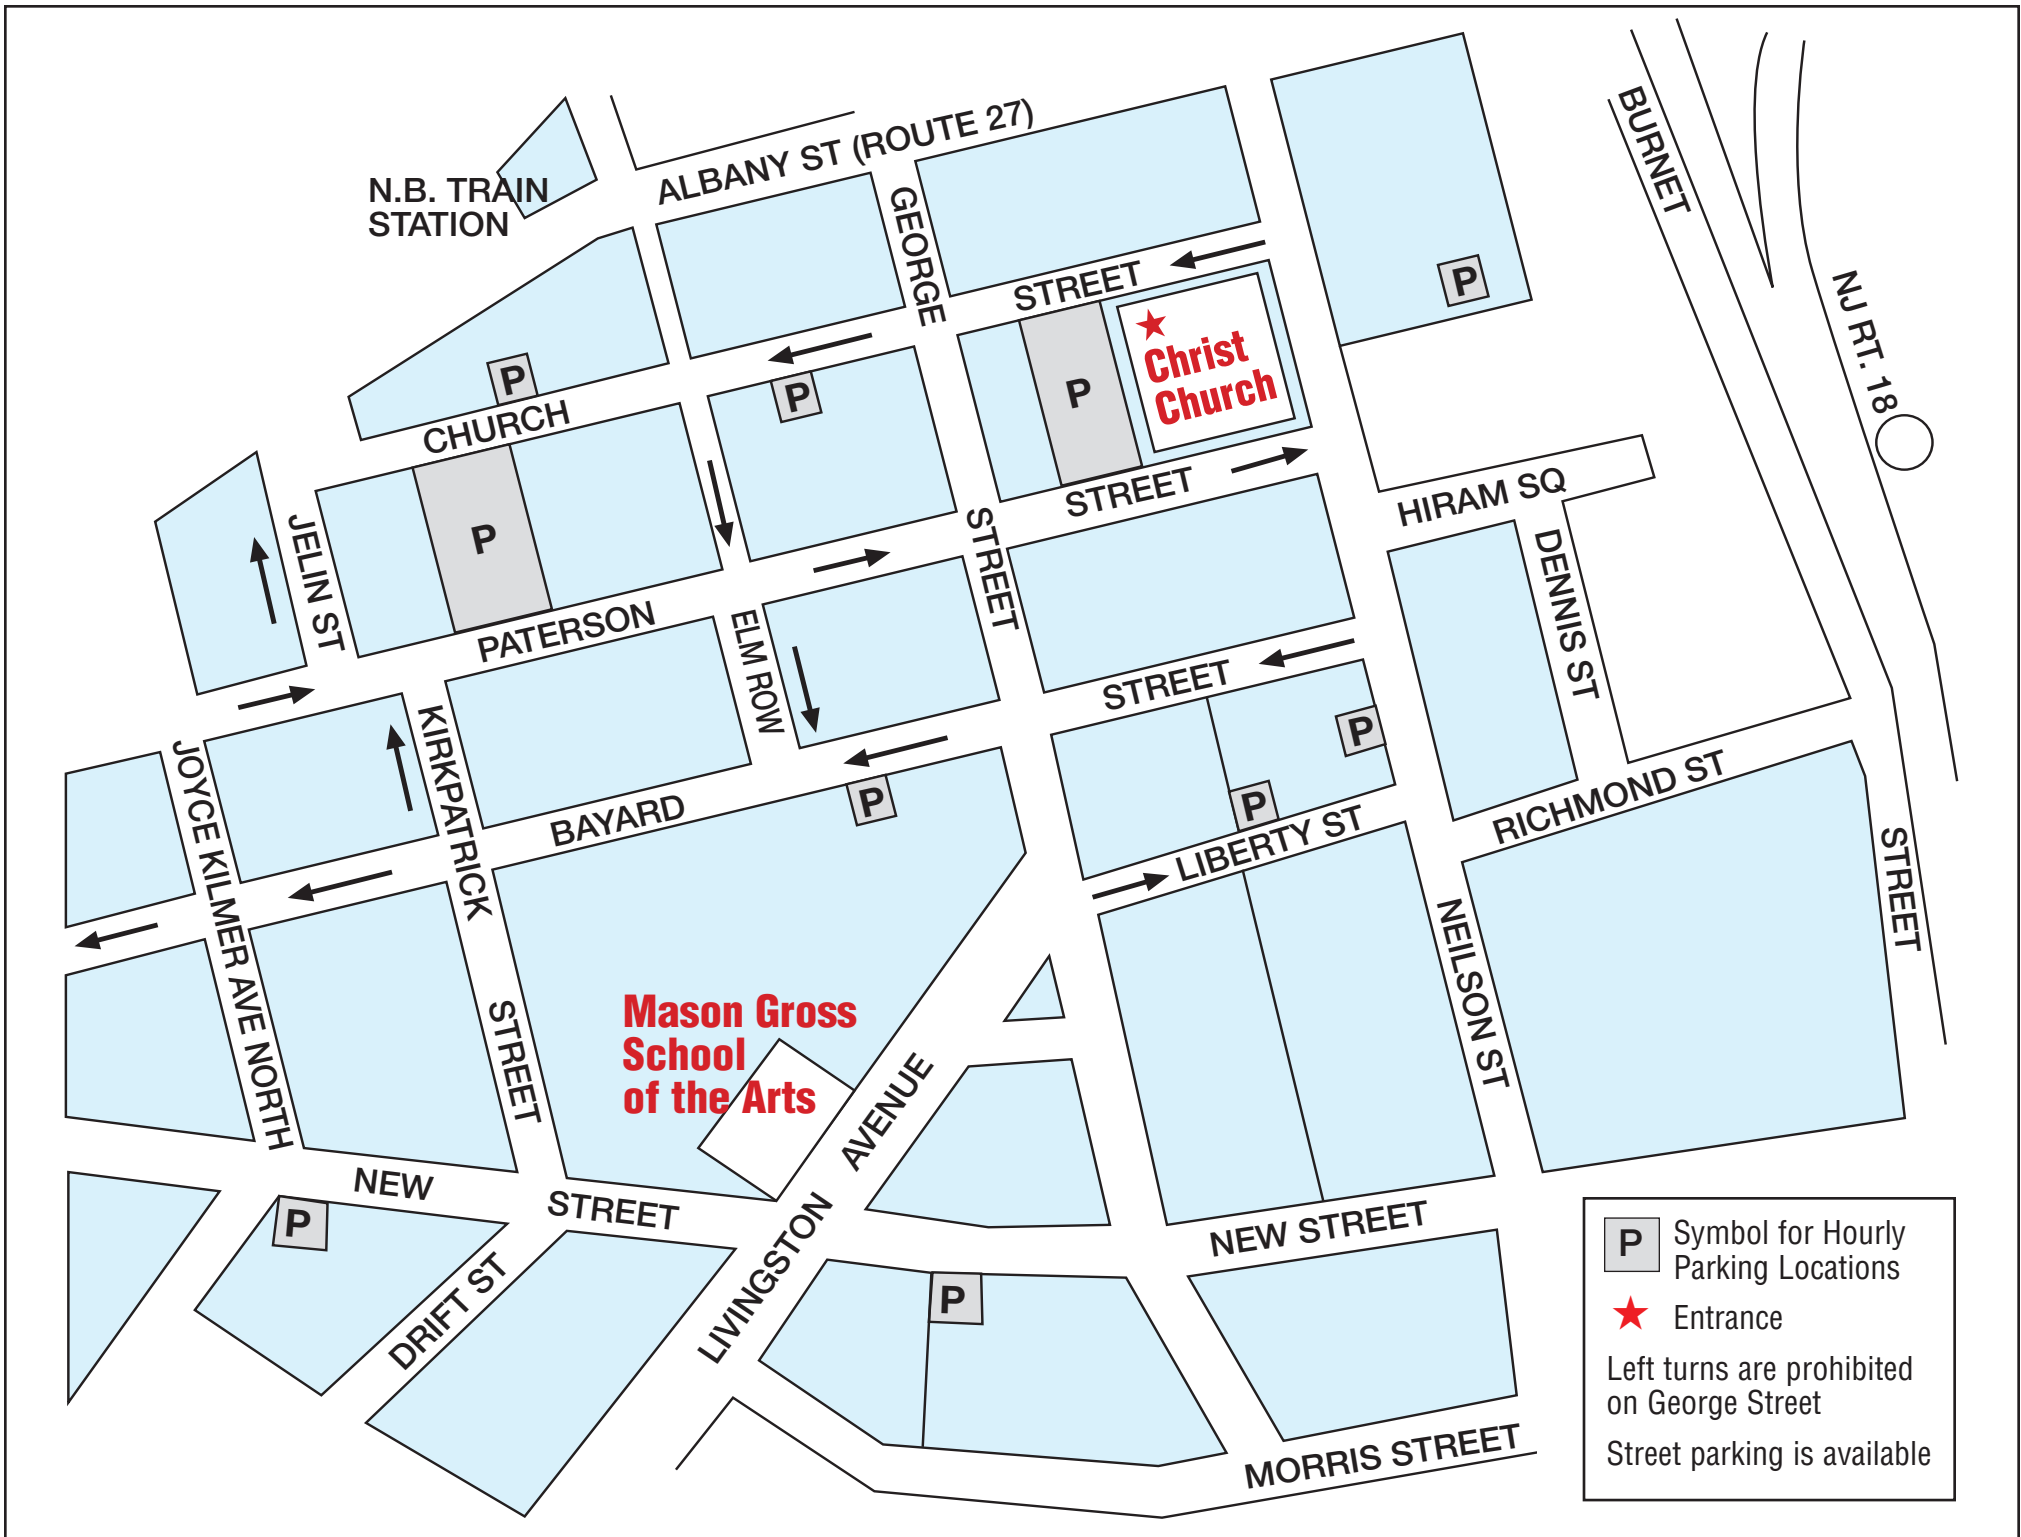 ALBANY ST (ROUTE 27)
N.B. TRAIN
STATION
BURNET
GEORGE
STREET
NJ RT. 18
P
P
P
P
P
Christ
Church
CHURCH
STREET
HIRAM SQ
STREET
JELIN ST
DENNIS ST
PATERSON
ELM ROW
STREET
KIRKPATRICK
P
JOYCE KILMER AVE NORTH
P
P
BAYARD
LIBERTY ST
RICHMOND ST
STREET
NEILSON ST
Mason Gross
School
of the Arts
STREET
AVENUE
NEW
STREET
P
LIVINGSTON
NEW STREET
DRIFT ST
P
MORRIS STREET
P Symbol for Hourly
Parking Locations
Entrance
Left turns are prohibited
on George Street
Street parking is available